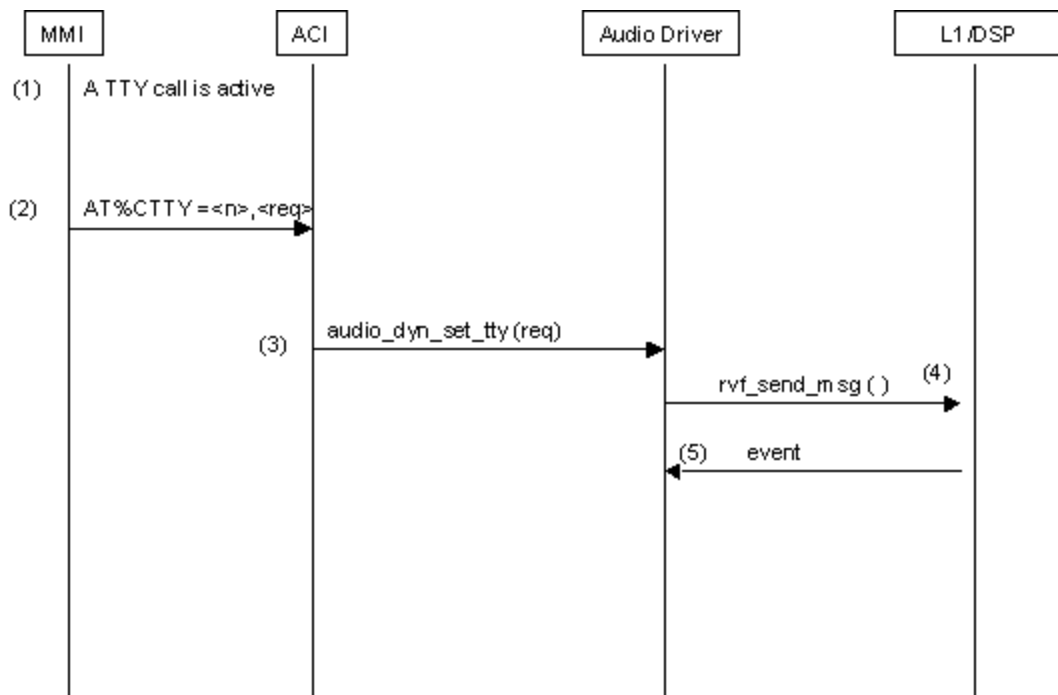 MMI
ACI
Audio Driver
L1/DSP
(1) A TTY call is active
(2) AT%CTTY=<n>,<req>
(3) audio_dyn_set_tty(req)
rvf_send_msg ( ) (4)
(5) event